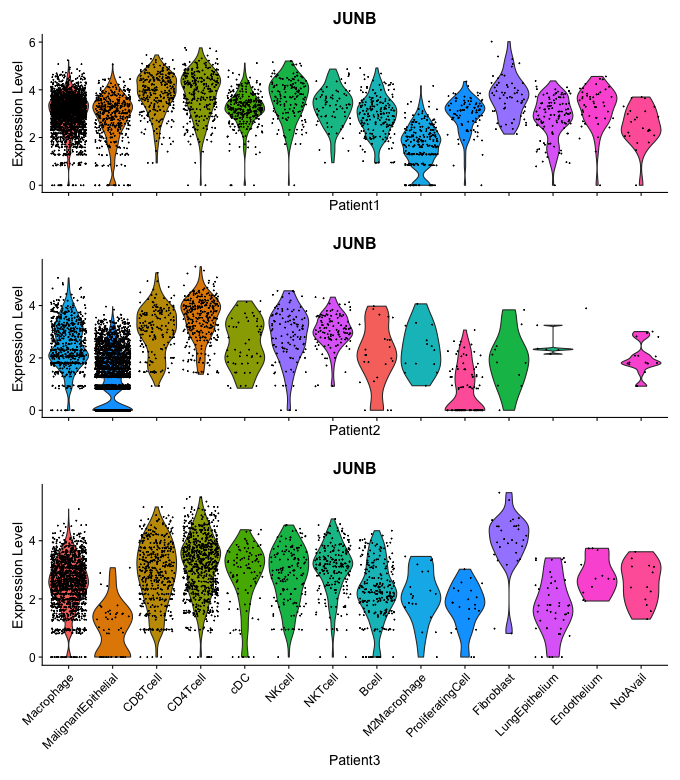 JUNB
Expression Level
6
4
2
0
Patient1
JUNB
Expression Level
4
2
0
Patient2
JUNB
Expression Level
4
2
0
Macrophage
MalignantEpithelial
CD8Tcell
CD4Tcell
cDC
NKcell
NKTcell
Bcell
M2Macrophage
ProliferatingCell
Fibroblast
LungEpithelium
Endothelium
NotAvail
Patient3